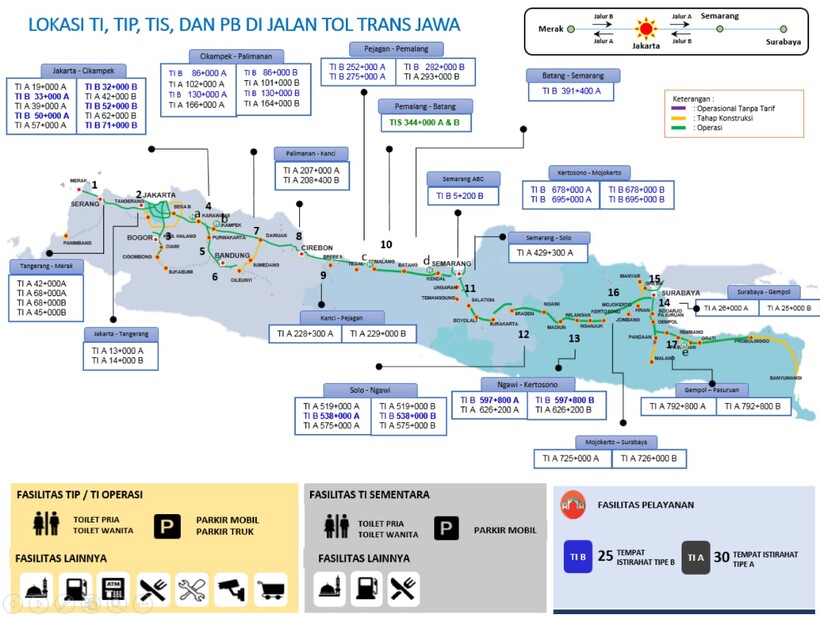 LOKASI TI, TIP, TIS, DAN PB DI JALAN TOL TRANS JAWA
Merak
Jalur B
Jalur A
Jakarta
Jalur A
Jalur B
Semarang
Surabaya
Keterangan :
: Operasional Tanpa Tarif
: Tahap Konstruksi
: Operasi
Jakarta - Cikampek
TI A 19+000 A
TI B 33+000 A
TI A 39+000 A
TI B 50+000 A
TI A 57+000 A
TI B 32+000 B
TI A 42+000 B
TI B 52+000 B
TI A 62+000 B
TI B 71+000 B
Cikampek - Palimanan
TI B 86+000 A
TI A 102+000 A
TI B 130+000 A
TI A 166+000 A
TI B 86+000 B
TI A 101+000 B
TI B 130+000 B
TI A 164+000 B
Pejagan - Pemalang
TI B 252+000 A
TI B 275+000 A
TI B 282+000 B
TI A 293+000 B
Pemalang - Batang
TIS 344+000 A & B
Batang - Semarang
TI B 391+400 A
Palimanan - Kanci
TI A 207+000 A
TI A 208+400 B
Semarang ABC
TI B 5+200 B
Kertosono - Mojokerto
TI B 678+000 A
TI B 695+000 A
TI B 678+000 B
TI B 695+000 B
Semarang - Solo
TI A 429+300 A
Tangerang - Merak
TI A 42+000A
TI A 68+000A
TI A 68+000B
TI A 45+000B
Jakarta - Tangerang
TI A 13+000 A
TI A 14+000 B
Kanci - Pejagan
TI A 228+300 A
TI A 229+000 B
Surabaya - Gempol
TI A 26+000 A
TI A 25+000 B
Solo - Ngawi
TI A 519+000 A
TI B 538+000 A
TI A 575+000 A
TI A 519+000 B
TI B 538+000 B
TI A 575+000 B
Ngawi - Kertosono
TI B 597+800 A
TI A 626+200 A
TI B 597+800 B
TI A 626+200 B
Gempol - Pasuruan
TI A 792+800 A
TI A 792+800 B
Mojokerto - Surabaya
TI A 725+000 A
TI A 726+000 B
MERAK
1
SERANG
PANIMBANG
2
TANGERANG
JAKARTA
3
BOGOR
CIAWI
CIGOMBONG
SUKABUMI
a
4
KARAWANG
b
PURWAKARTA
5
BANDUNG
6
CILEUNYI
SUMEDANG
7
DAWUAN
8
CIREBON
9
c
PEMALANG
10
BATANG
d
KENDAL
SEMARANG
11
UNGARAN
TEMANGGUNG
SALATIGA
BOYOLALI
SURAKARTA
SRAGEN
12
NGAWI
MADIUN
13
WILANGAN
NGANJUK
KERTOSONO
JOMBANG
MOJOKERTO
16
MANYAR
15
SURABAYA
14
SIDOARJO
GEMPOL
PANDAAN
MALANG
17
e
REMBANG
GRATI
PROBOLINGGO
BANYUWANGI
FASILITAS TIP / TI OPERASI
TOILET PRIA
TOILET WANITA
P
PARKIR MOBIL
PARKIR TRUK
FASILITAS LAINNYA
ATM
FASILITAS TI SEMENTARA
TOILET PRIA
TOILET WANITA
P
PARKIR MOBIL
FASILITAS LAINNYA
FASILITAS PELAYANAN
TI B
25 TEMPAT ISTIRAHAT TIPE B
TI A
30 TEMPAT ISTIRAHAT TIPE A